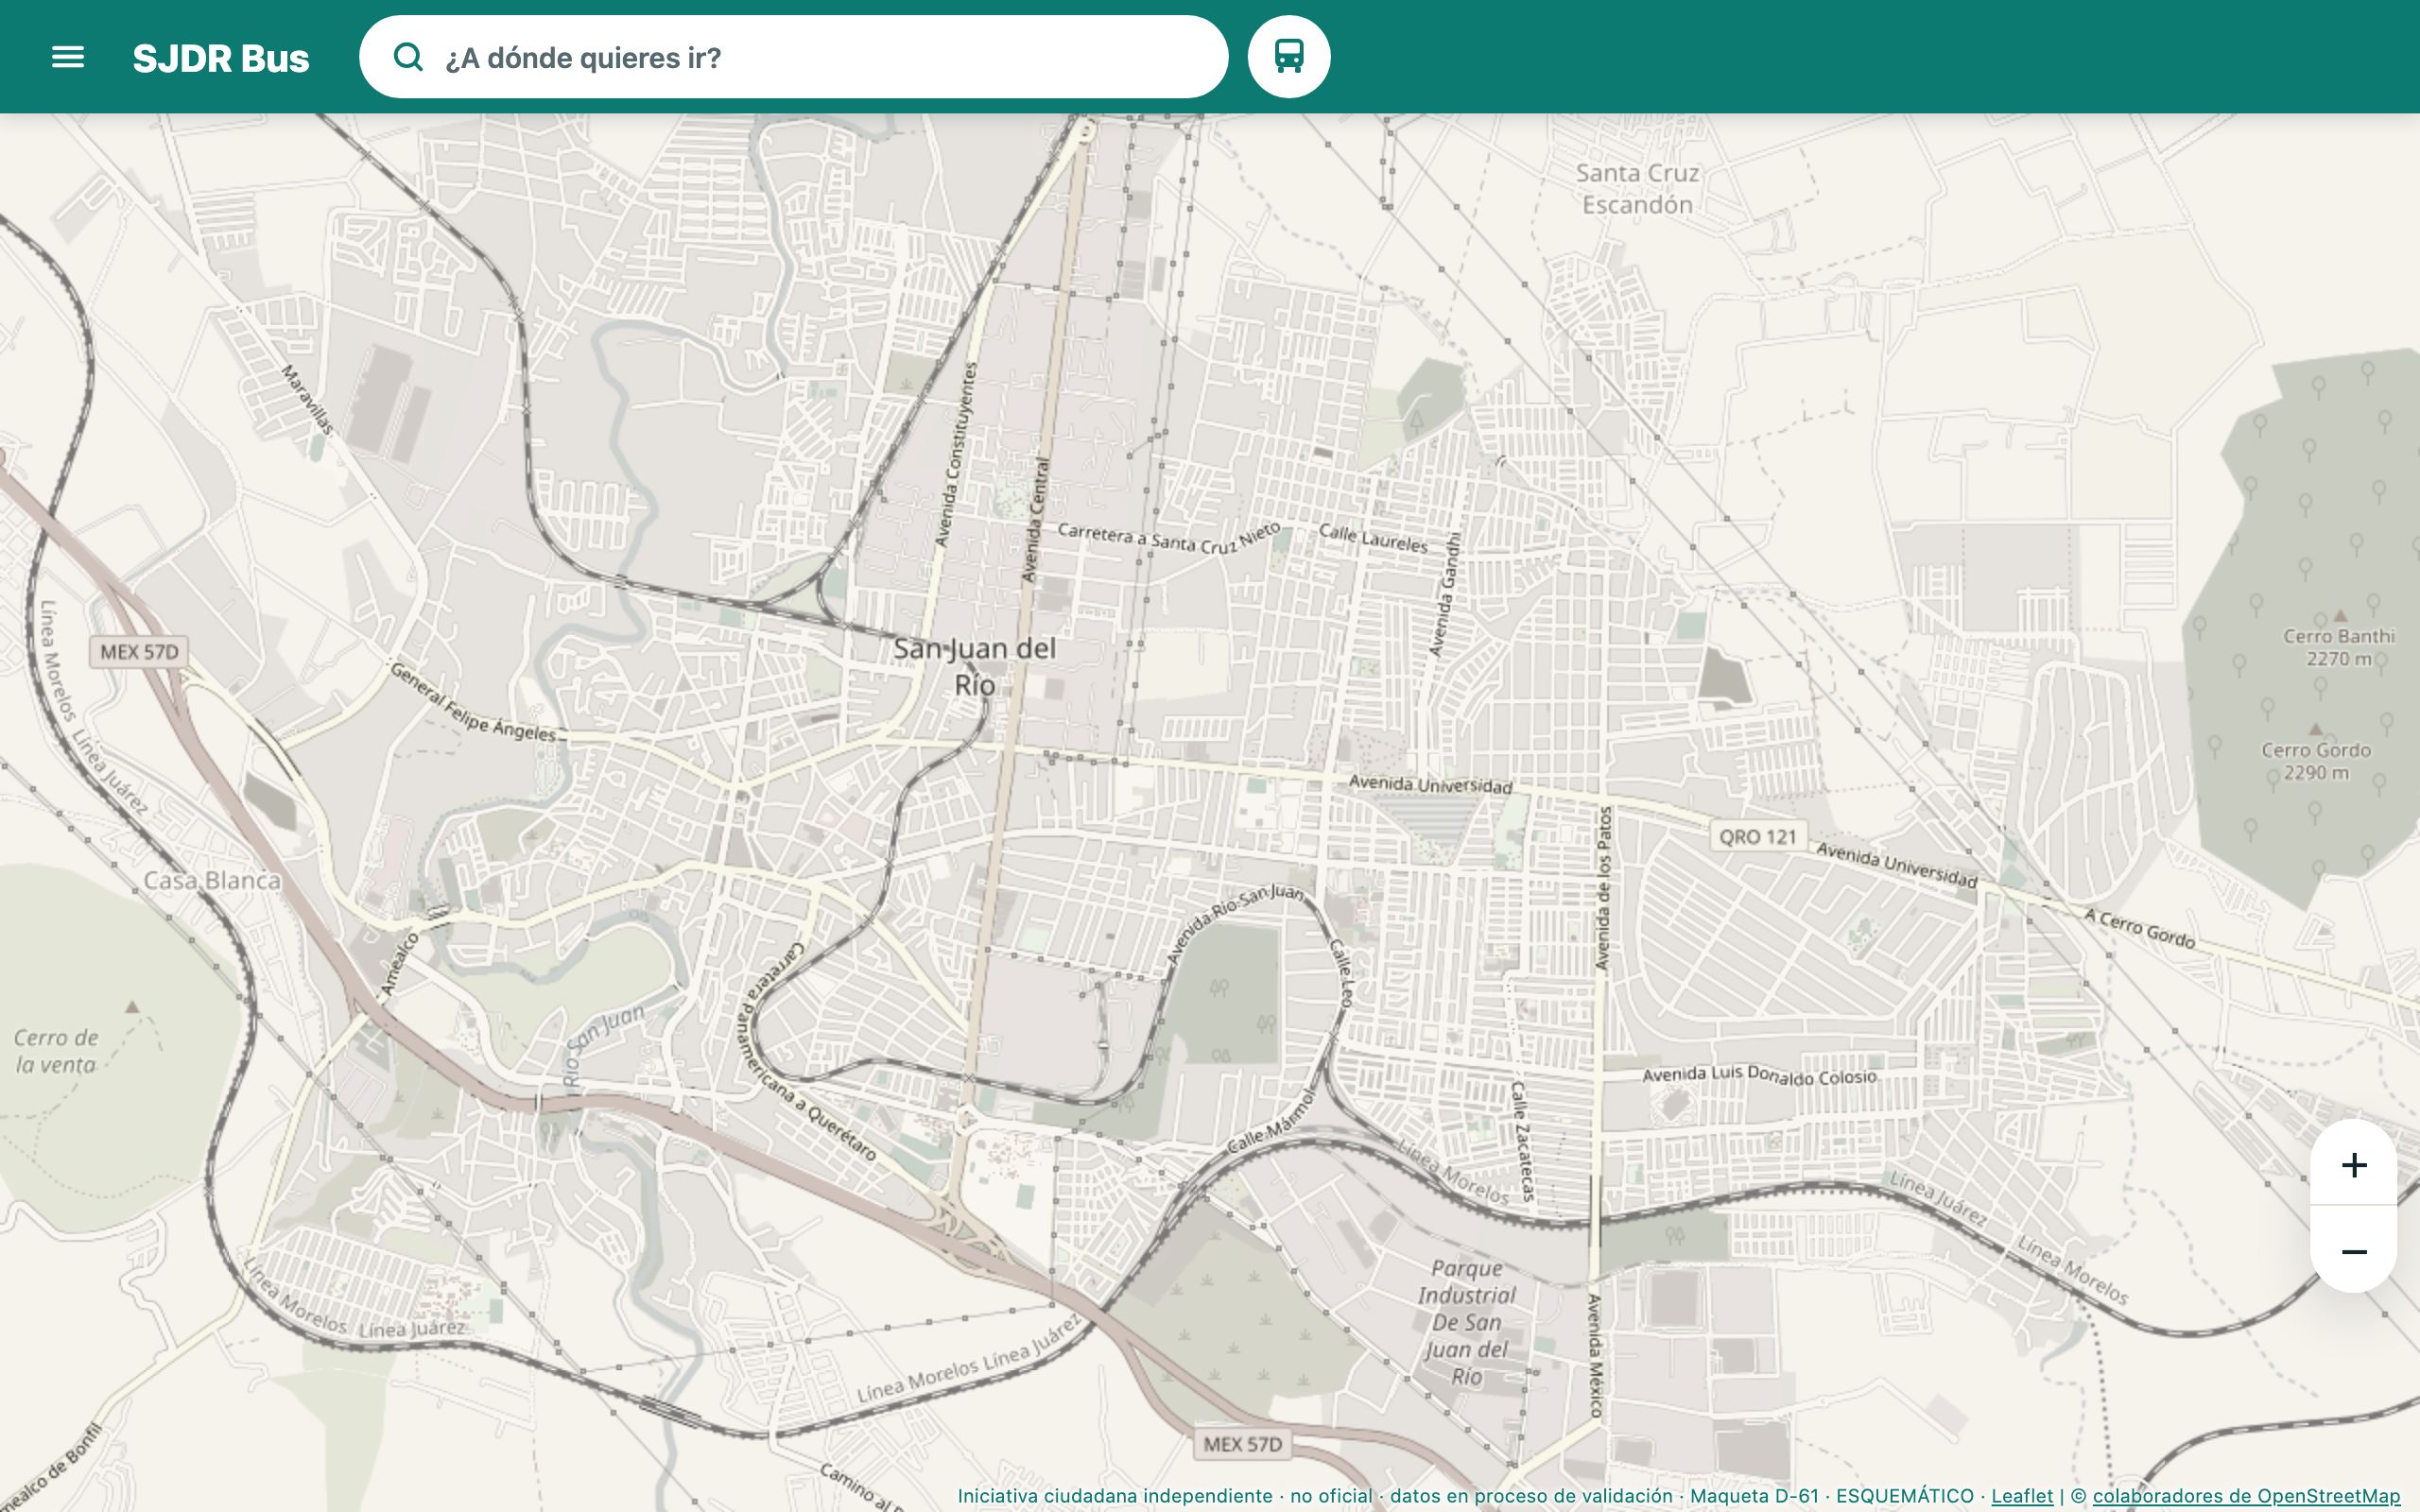 SJDR Bus
¿A dónde quieres ir?
Santa Cruz
Escandón
Maravillas
Avenida Constituyentes
Avenida Central
Carretera a Santa Cruz Nieto
Calle Laureles
Avenida Gandhi
San Juan del
Río
MEX 57D
Línea Morelos
Línea Juárez
General Felipe Ángeles
Cerro Banthi
2270 m
Cerro Gordo
2290 m
Avenida Universidad
QRO 121
Avenida Universidad
Avenida de los Patos
A Cerro Gordo
Casa Blanca
Amealco
Avenida Río San Juan
Calle Leo
Carretera Panamericana a Querétaro
Río San Juan
Cerro de
la venta
Avenida Luis Donaldo Colosio
Calle Zacatecas
Calle Mármol
Línea Morelos
Línea Juárez
Línea Morelos
+
−
Parque
Industrial
De San
Juan del
Río
Avenida México
Línea Morelos
Línea Juárez
Línea Morelos Línea Juárez
MEX 57D
mealco de Bonfil
Camino al
Iniciativa ciudadana independiente · no oficial · datos en proceso de validación · Maqueta D-61 · ESQUEMÁTICO · Leaflet | © colaboradores de OpenStreetMap